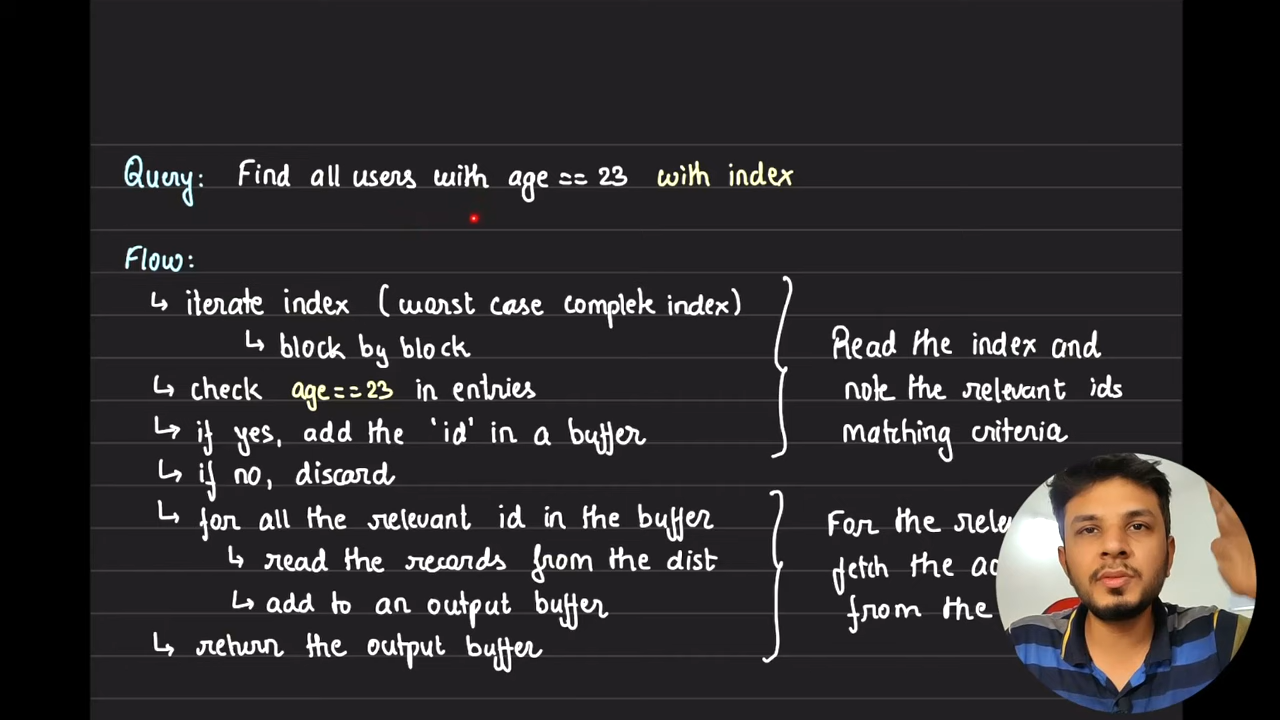 Query: Find all users with age == 23 with index
Flow:
↳ iterate index (worst case complek index)
↳ block by block
↳ check age==23 in entries
↳ if yes, add the 'id' in a buffer
↳ if no, discard
Read the index and
note the relevant ids
matching criteria
↳ for all the relevant id in the buffer
↳ read the records from the dist
↳ add to an output buffer
↳ return the output buffer
For the
fetch the
from the